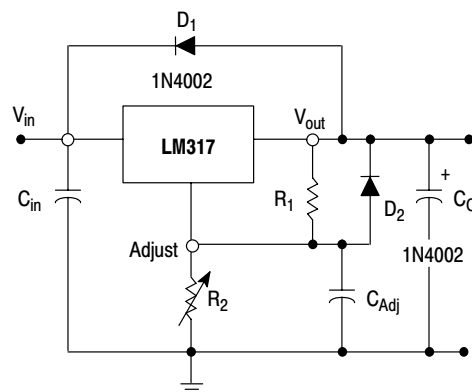 D1
1N4002
Vin
Vout
LM317
+
Cin
R1
D2
CO
1N4002
Adjust
R2
CAdj